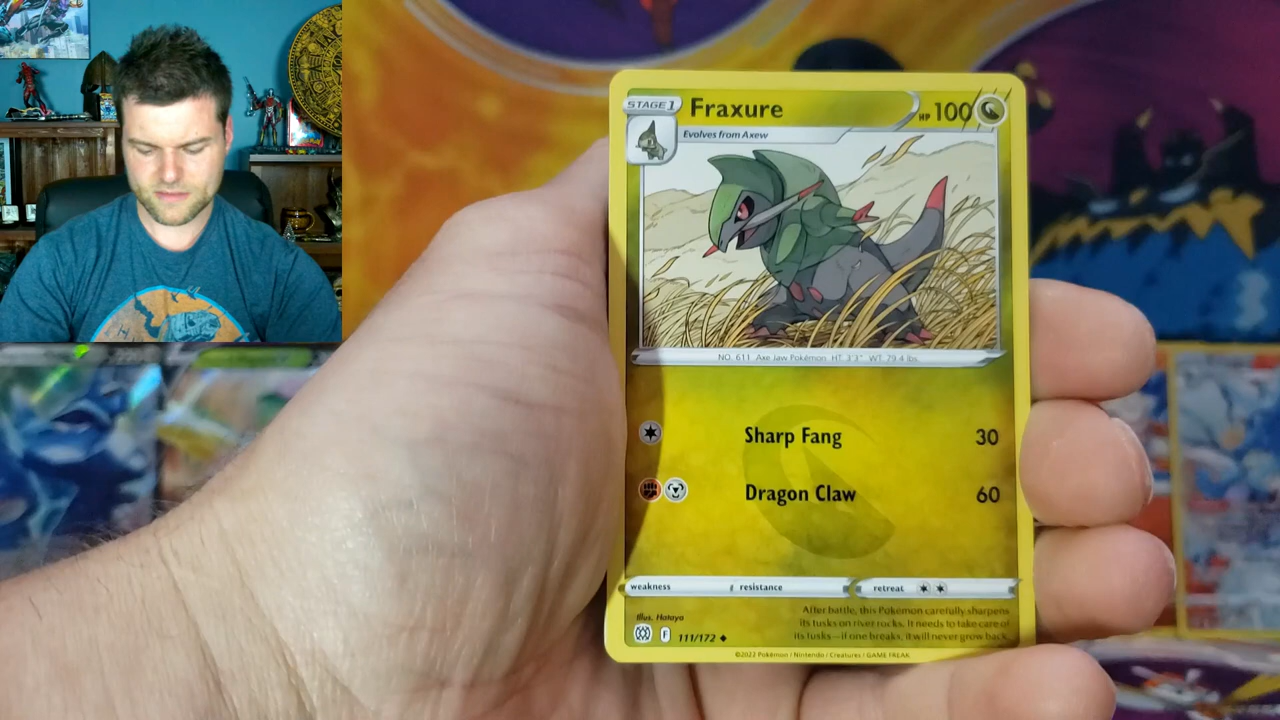 STAGE 1 Fraxure HP 100
Evolves from Axew
NO. 611 Axe Jaw Pokémon HT: 3'3" WT: 79.4 lbs.
Sharp Fang 30
Dragon Claw 60
weakness resistance retreat
After battle, this Pokémon carefully sharpens
its tusks on river rocks. It needs to take care of
its tusks—if one breaks, it will never grow back.
Illus. Hataya
F 111/172
©2022 Pokémon / Nintendo / Creatures / GAME FREAK